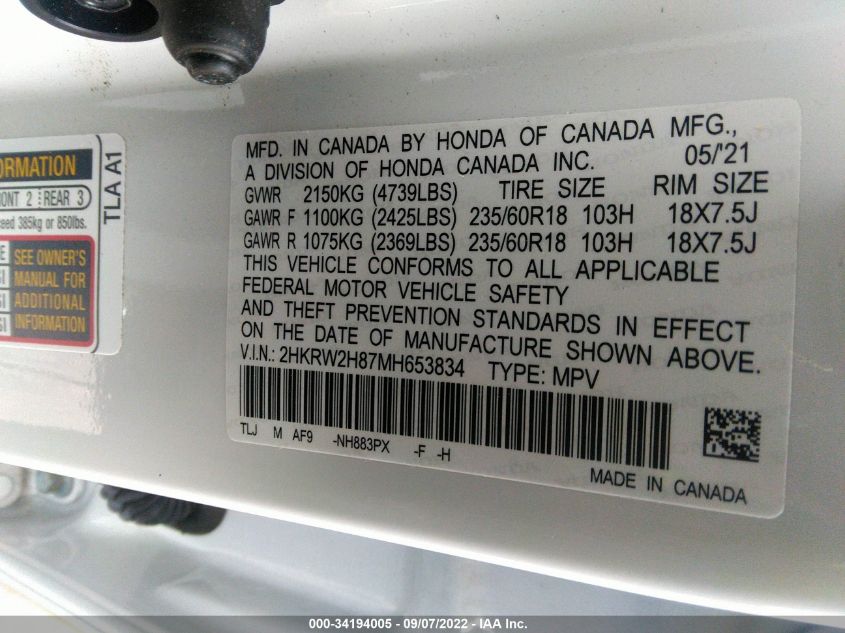 ORMATION
ONT 2 REAR 3
eed 385kg or 850lbs.
SEE OWNER'S
MANUAL FOR
ADDITIONAL
INFORMATION
TLA A1
MFD. IN CANADA BY HONDA OF CANADA MFG.,
A DIVISION OF HONDA CANADA INC. 05/'21
GVWR 2150KG (4739LBS) TIRE SIZE RIM SIZE
GAWR F 1100KG (2425LBS) 235/60R18 103H 18X7.5J
GAWR R 1075KG (2369LBS) 235/60R18 103H 18X7.5J
THIS VEHICLE CONFORMS TO ALL APPLICABLE
FEDERAL MOTOR VEHICLE SAFETY
AND THEFT PREVENTION STANDARDS IN EFFECT
ON THE DATE OF MANUFACTURE SHOWN ABOVE.
V.I.N.: 2HKRW2H87MH653834 TYPE: MPV
TLJ M AF9 -NH883PX -F -H
MADE IN CANADA
000-34194005 - 09/07/2022 - IAA Inc.